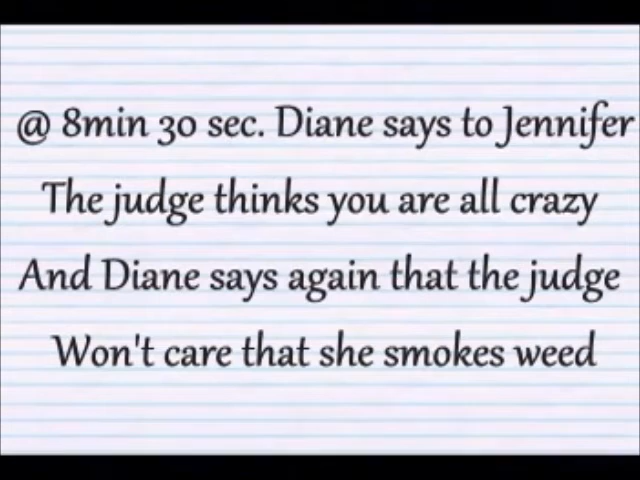 @ 8min 30 sec. Diane says to Jennifer
The judge thinks you are all crazy
And Diane says again that the judge
Won't care that she smokes weed